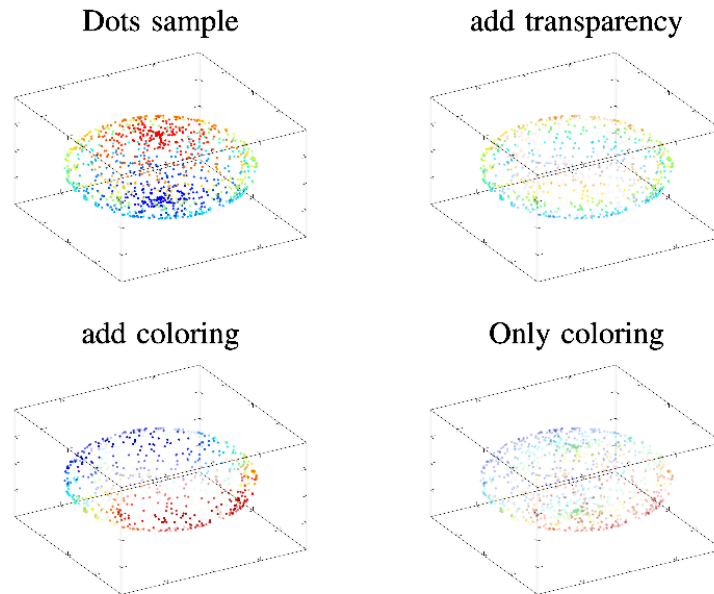 Dots sample
add transparency
add coloring
Only coloring